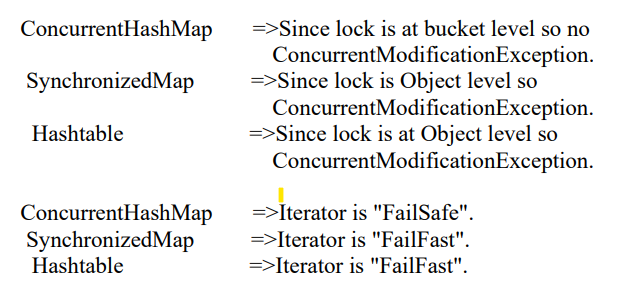 ConcurrentHashMap =>Since lock is at bucket level so no
ConcurrentModificationException.
SynchronizedMap =>Since lock is Object level so
ConcurrentModificationException.
Hashtable =>Since lock is at Object level so
ConcurrentModificationException.
ConcurrentHashMap =>Iterator is "FailSafe".
SynchronizedMap =>Iterator is "FailFast".
Hashtable =>Iterator is "FailFast".